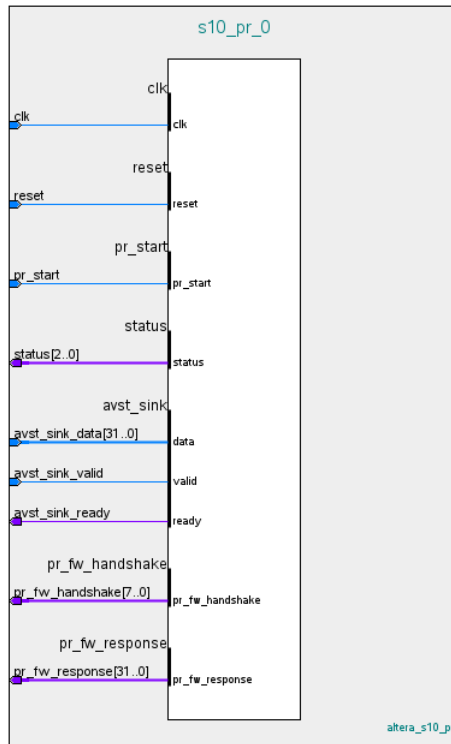 s10_pr_0
clk
clk
clk
reset
reset
reset
pr_start
pr_start
pr_start
status
status[2..0]
status
avst_sink
avst_sink_data[31..0]
data
avst_sink_valid
valid
avst_sink_ready
ready
pr_fw_handshake
pr_fw_handshake[7..0]
pr_fw_handshake
pr_fw_response
pr_fw_response[31..0]
pr_fw_response
altera_s10_p